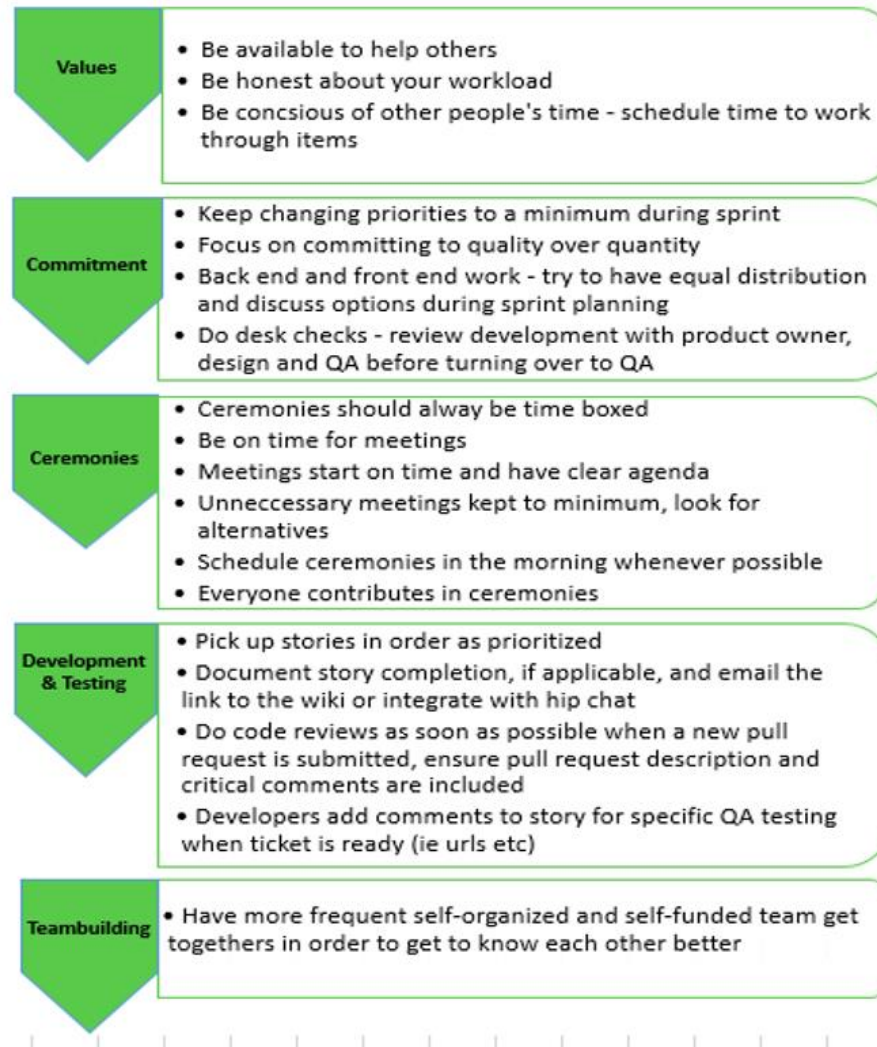 Values
• Be available to help others
• Be honest about your workload
• Be concsious of other people's time - schedule time to work
through items
Commitment
• Keep changing priorities to a minimum during sprint
• Focus on committing to quality over quantity
• Back end and front end work - try to have equal distribution
and discuss options during sprint planning
• Do desk checks - review development with product owner,
design and QA before turning over to QA
Ceremonies
• Ceremonies should alway be time boxed
• Be on time for meetings
• Meetings start on time and have clear agenda
• Unneccessary meetings kept to minimum, look for
alternatives
• Schedule ceremonies in the morning whenever possible
• Everyone contributes in ceremonies
Development
& Testing
• Pick up stories in order as prioritized
• Document story completion, if applicable, and email the
link to the wiki or integrate with hip chat
• Do code reviews as soon as possible when a new pull
request is submitted, ensure pull request description and
critical comments are included
• Developers add comments to story for specific QA testing
when ticket is ready (ie urls etc)
Teambuilding
• Have more frequent self-organized and self-funded team get
togethers in order to get to know each other better